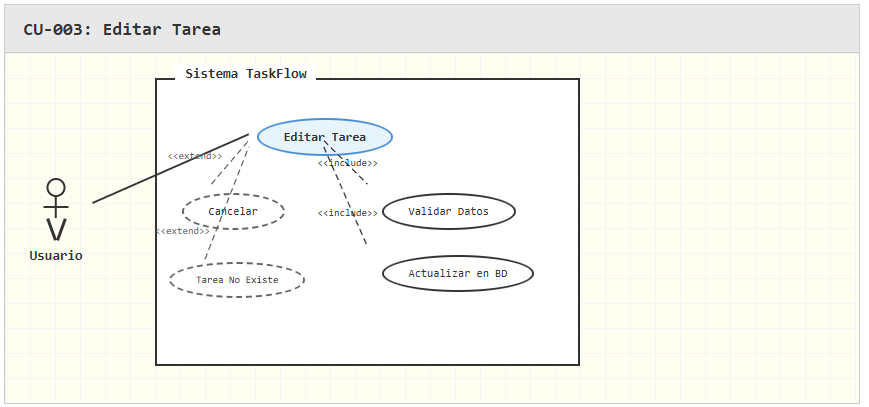 CU-003: Editar Tarea
Sistema TaskFlow
Editar Tarea
<<extend>>
<<include>>
Cancelar
<<include>>
Validar Datos
<<extend>>
Usuario
Tarea No Existe
Actualizar en BD